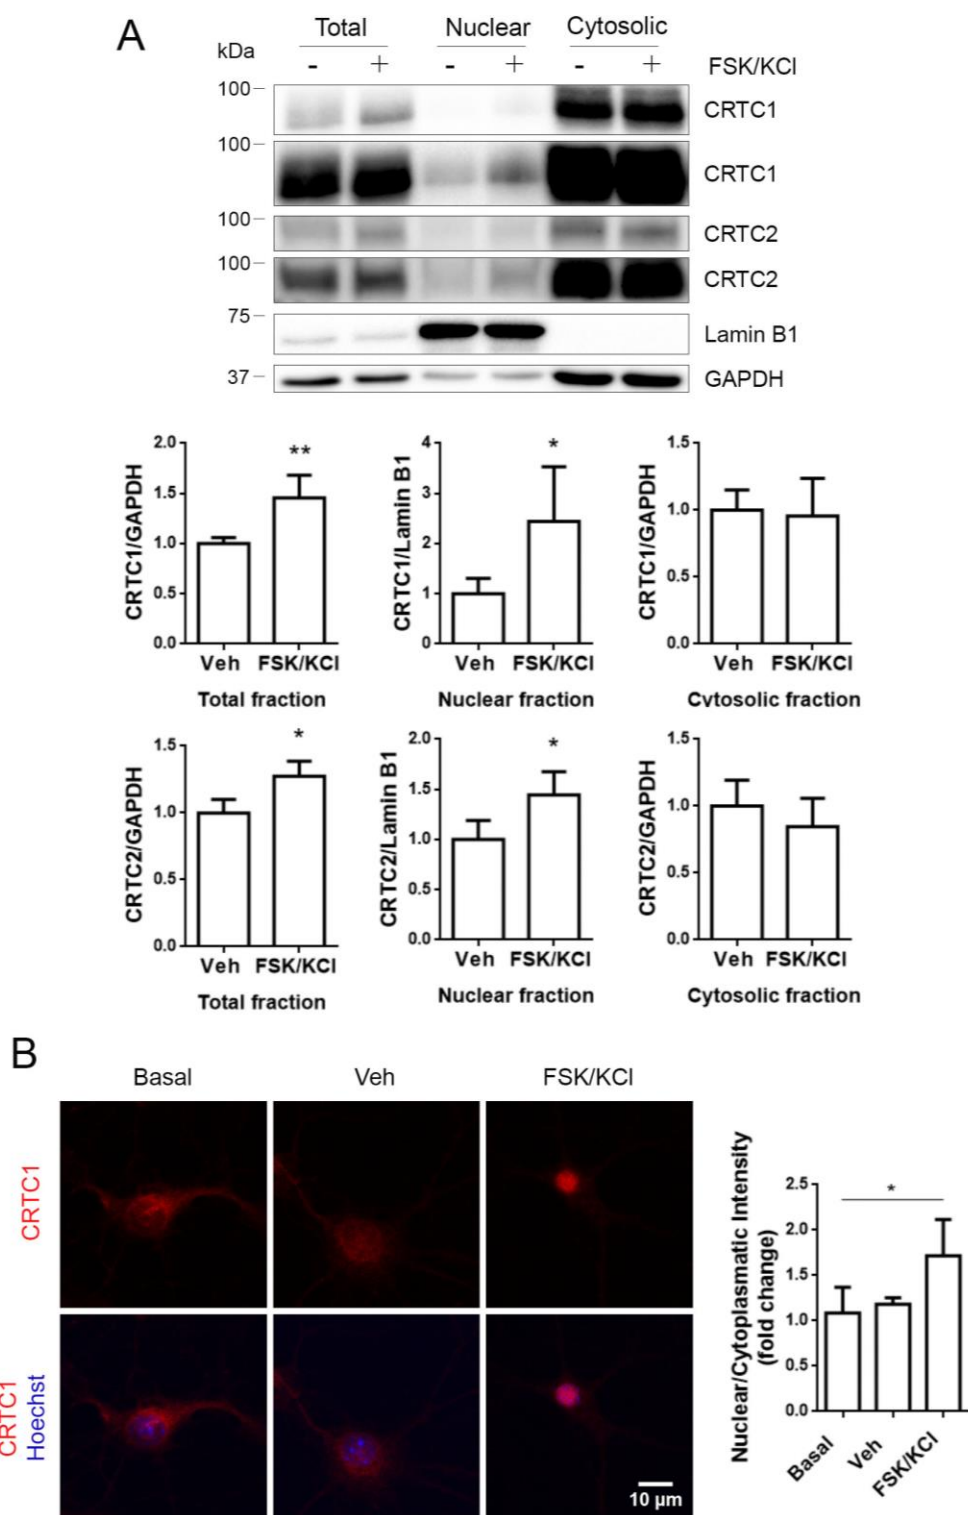 A
Total Nuclear Cytosolic
kDa
- + - + - + FSK/KCl
100 CRTC1
100 CRTC1
100 CRTC2
100 CRTC2
75 Lamin B1
37 GAPDH
CRTC1/GAPDH
2.0
1.5
1.0
0.5
0.0
**
Veh FSK/KCl
Total fraction
CRTC1/Lamin B1
4
3
2
1
0
*
Veh FSK/KCl
Nuclear fraction
CRTC1/GAPDH
1.5
1.0
0.5
0.0
Veh FSK/KCl
Cytosolic fraction
CRTC2/GAPDH
1.5
1.0
0.5
0.0
*
Veh FSK/KCl
Total fraction
CRTC2/Lamin B1
2.0
1.5
1.0
0.5
0.0
*
Veh FSK/KCl
Nuclear fraction
CRTC2/GAPDH
1.5
1.0
0.5
0.0
Veh FSK/KCl
Cytosolic fraction
B
Basal Veh FSK/KCl
CRTC1
CRTC1
Hoechst
10 µm
Nuclear/Cytoplasmatic Intensity
(fold change)
2.5
2.0
1.5
1.0
0.5
0.0
*
Basal
Veh
FSK/KCl